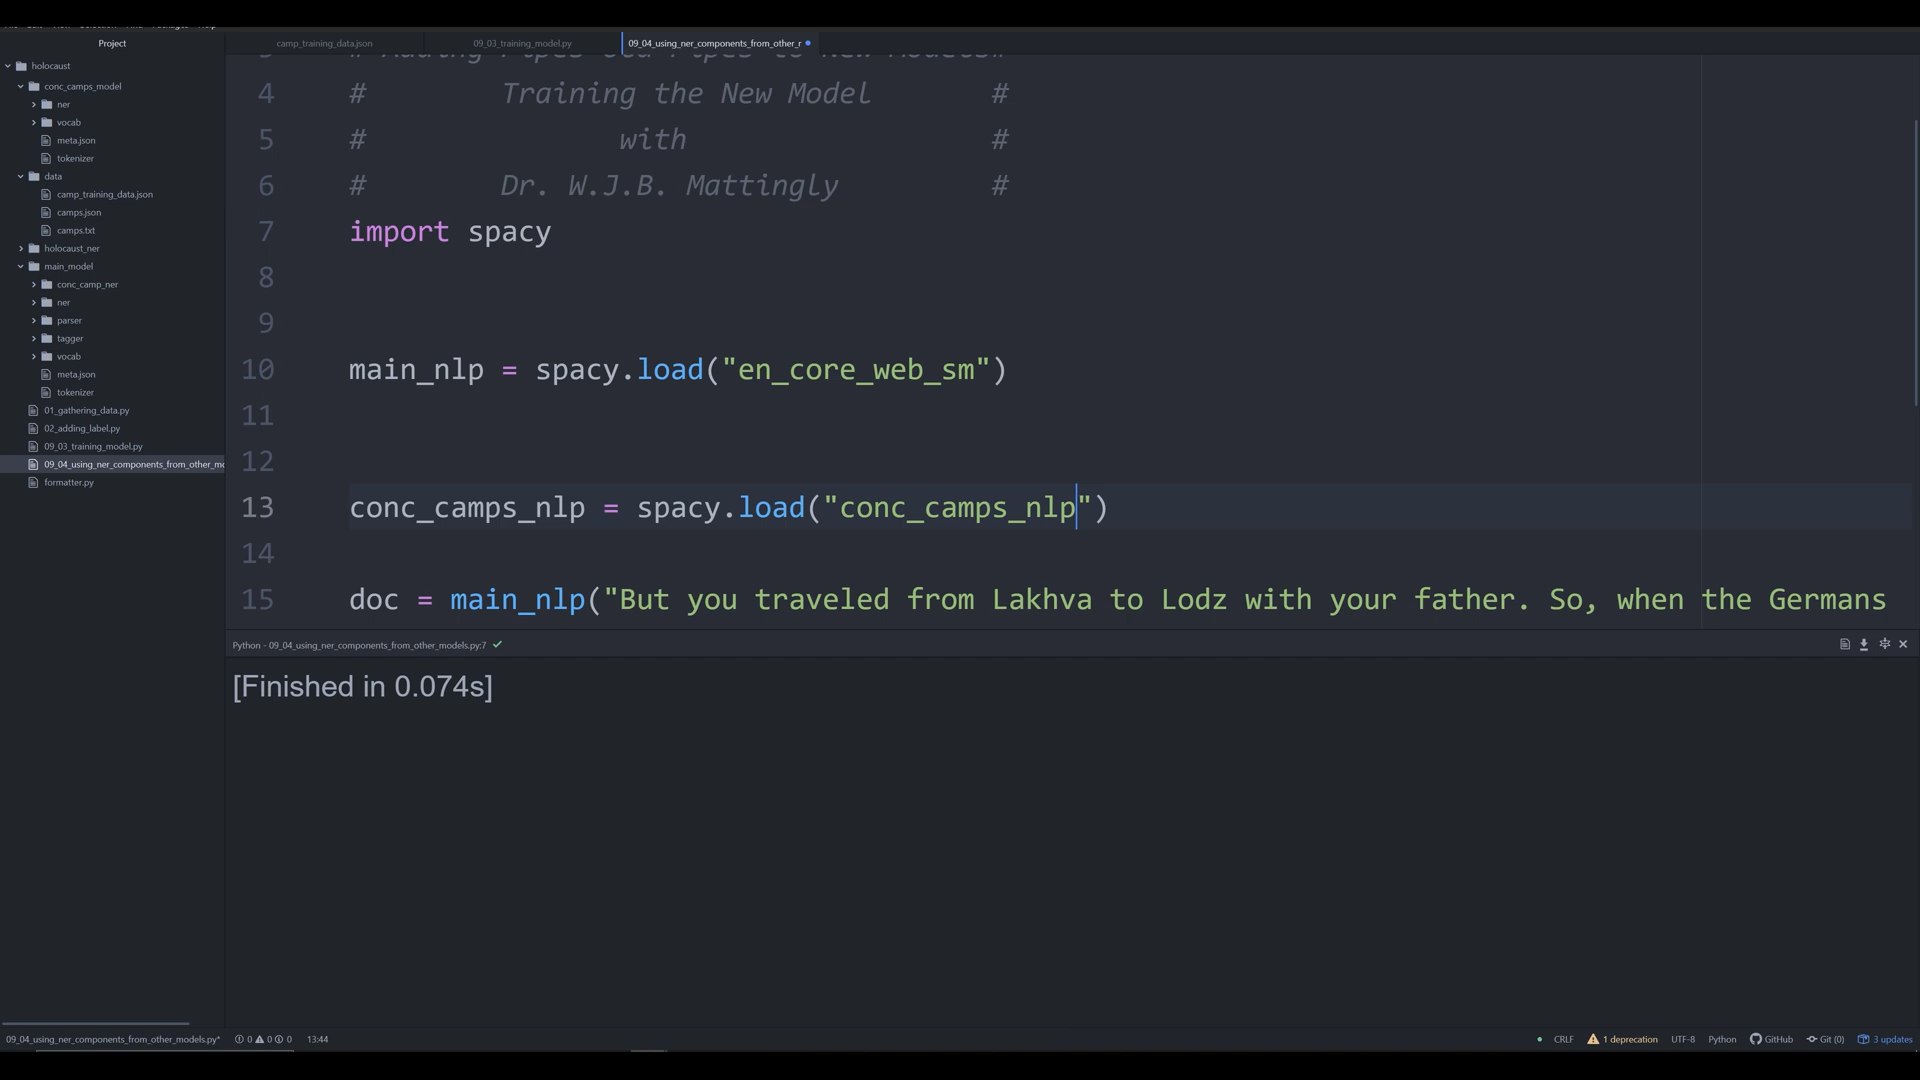 Project
camp_training_data.json
09_03_training_model.py
09_04_using_ner_components_from_other_r
holocaust
conc_camps_model
ner
vocab
meta.json
tokenizer
data
camp_training_data.json
camps.json
camps.txt
holocaust_ner
main_model
conc_camp_ner
ner
parser
tagger
vocab
meta.json
tokenizer
01_gathering_data.py
02_adding_label.py
09_03_training_model.py
09_04_using_ner_components_from_other_mo
formatter.py
4 # Training the New Model #
5 # with #
6 # Dr. W.J.B. Mattingly #
7 import spacy
8
9
10 main_nlp = spacy.load("en_core_web_sm")
11
12
13 conc_camps_nlp = spacy.load("conc_camps_nlp")
14
15 doc = main_nlp("But you traveled from Lakhva to Lodz with your father. So, when the Germans
Python - 09_04_using_ner_components_from_other_models.py:7
[Finished in 0.074s]
09_04_using_ner_components_from_other_models.py* 0 0 0 13:44 CRLF 1 deprecation UTF-8 Python GitHub Git (0) 3 updates